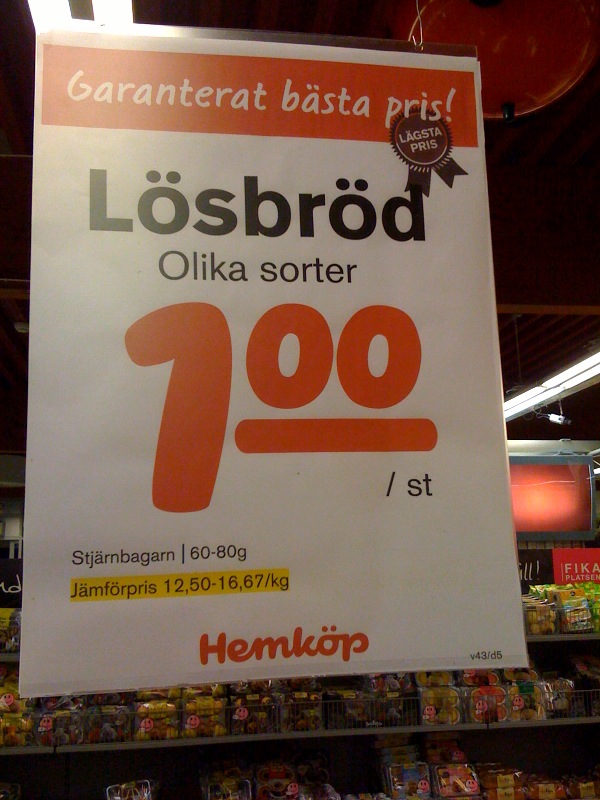 Garanterat bästa pris!
LÄGSTA
PRIS
Lösbröd
Olika sorter
1 00
/ st
Stjärnbagarn | 60-80g
Jämförpris 12,50-16,67/kg
Hemköp
v43/d5
FIKA
PLATSEN